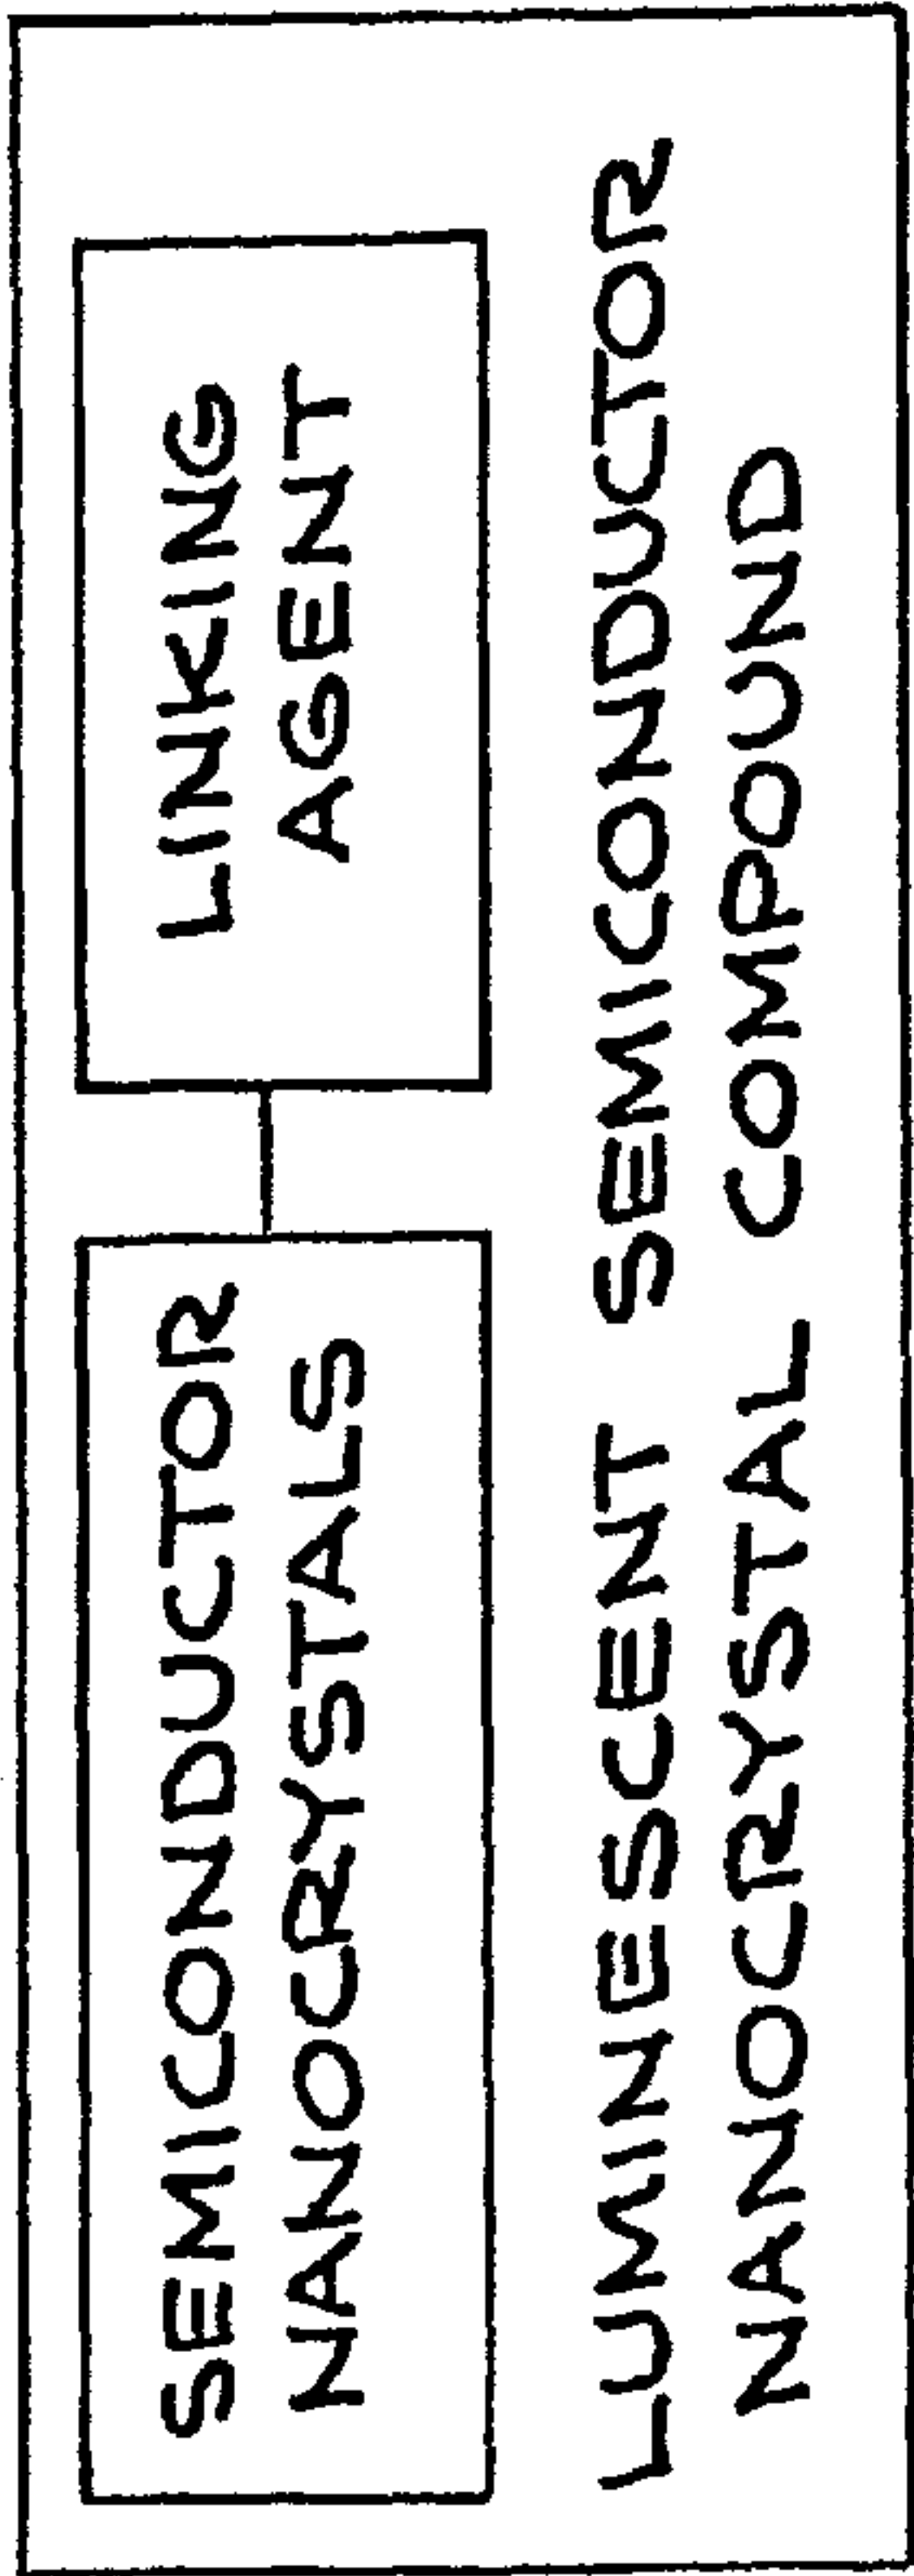 SEMICONDUCTOR
NANOCRYSTALS
LINKING
AGENT
LUMINESCENT SEMICONDUCTOR
NANOCRYSTAL COMPOUND